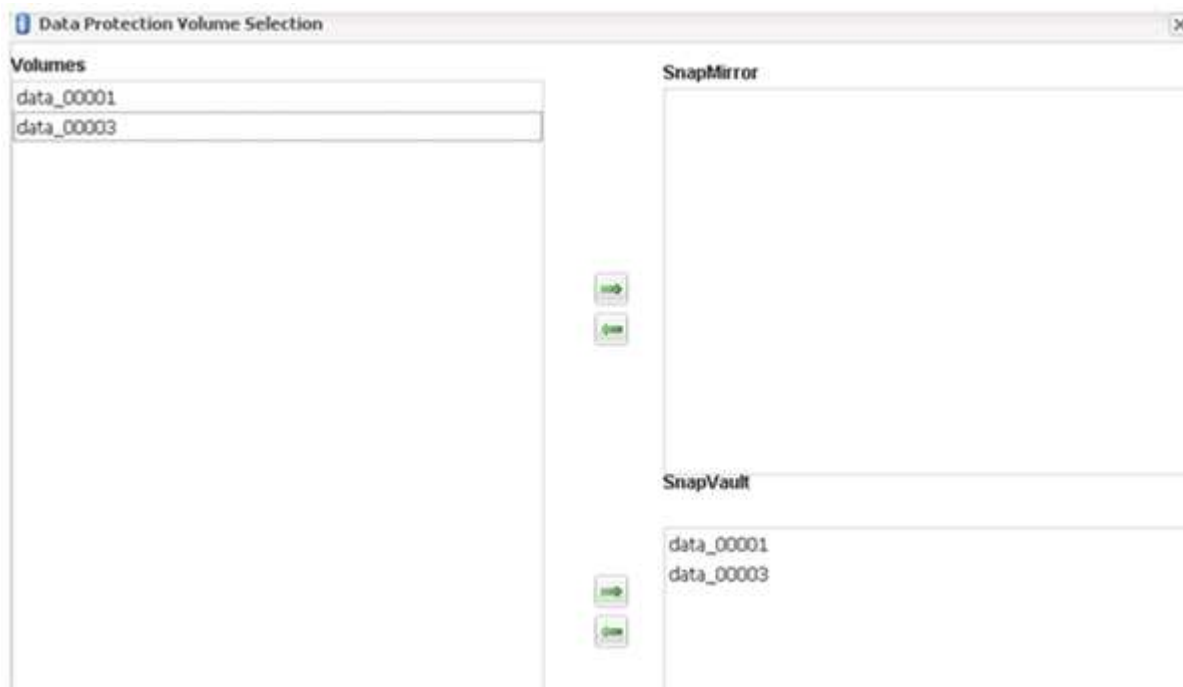 Data Protection Volume Selection
Volumes
data_00001
data_00003
SnapMirror
SnapVault
data_00001
data_00003